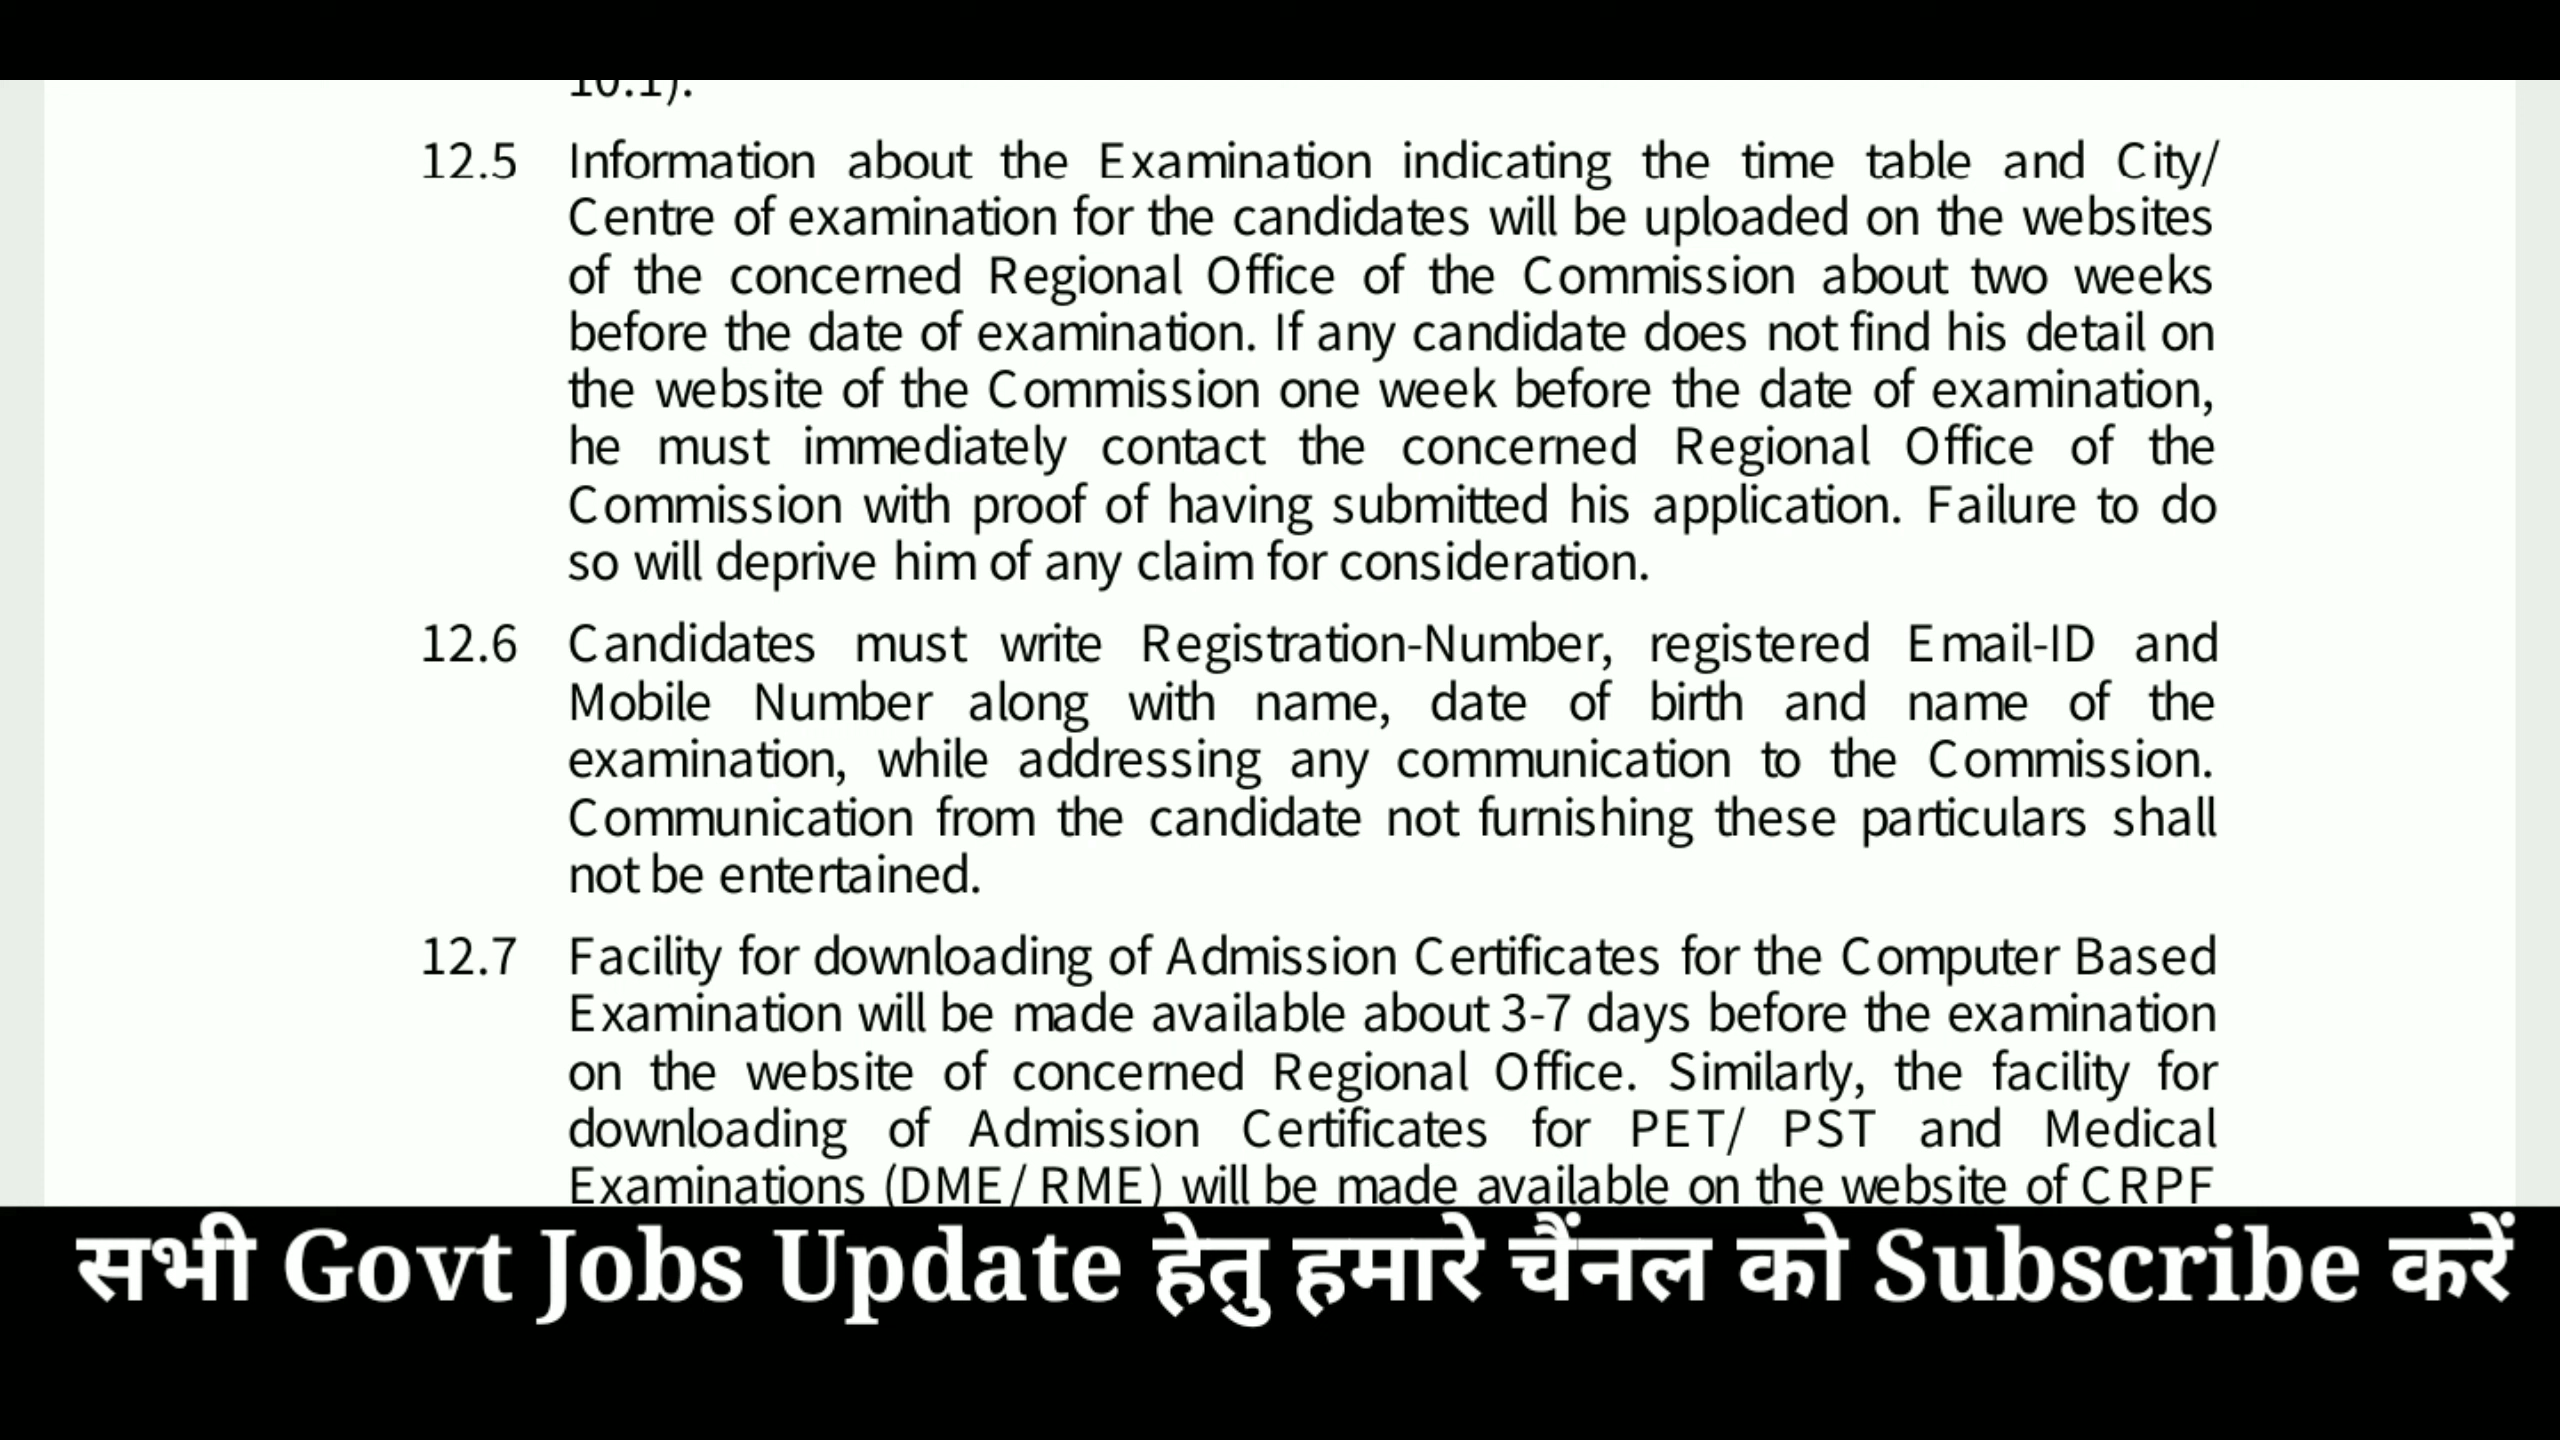 10.1).
12.5 Information about the Examination indicating the time table and City/
Centre of examination for the candidates will be uploaded on the websites
of the concerned Regional Office of the Commission about two weeks
before the date of examination. If any candidate does not find his detail on
the website of the Commission one week before the date of examination,
he must immediately contact the concerned Regional Office of the
Commission with proof of having submitted his application. Failure to do
so will deprive him of any claim for consideration.
12.6 Candidates must write Registration-Number, registered Email-ID and
Mobile Number along with name, date of birth and name of the
examination, while addressing any communication to the Commission.
Communication from the candidate not furnishing these particulars shall
not be entertained.
12.7 Facility for downloading of Admission Certificates for the Computer Based
Examination will be made available about 3-7 days before the examination
on the website of concerned Regional Office. Similarly, the facility for
downloading of Admission Certificates for PET/ PST and Medical
Examinations (DME/ RME) will be made available on the website of CRPF
सभी Govt Jobs Update हेतु हमारे चैंनल को Subscribe करें